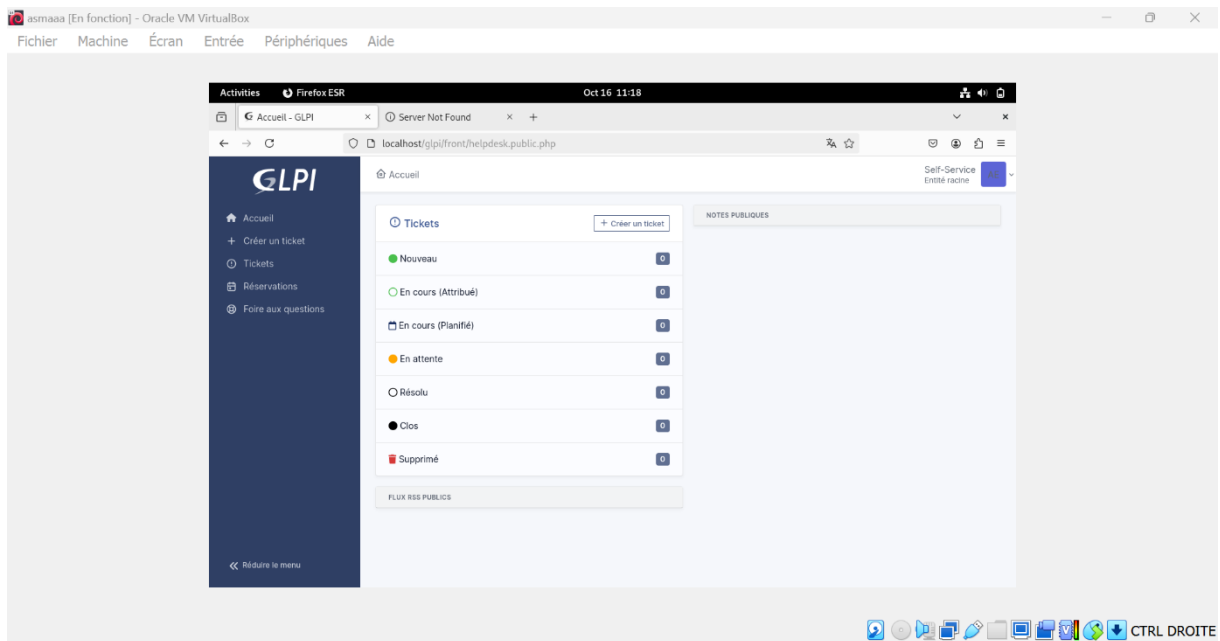 asmaaa [En fonction] - Oracle VM VirtualBox
Fichier Machine Écran Entrée Périphériques Aide
Activities Firefox ESR Oct 16 11:18
Accueil - GLPI × Server Not Found × +
localhost/glpi/front/helpdesk.public.php
GLPI
Accueil
Créer un ticket
Tickets
Réservations
Foire aux questions
Réduire le menu
Accueil
Self-Service
Entité racine
Tickets + Créer un ticket
Nouveau 0
En cours (Attribué) 0
En cours (Planifié) 0
En attente 0
Résolu 0
Clos 0
Supprimé 0
FLUX RSS PUBLICS
NOTES PUBLIQUES
CTRL DROITE